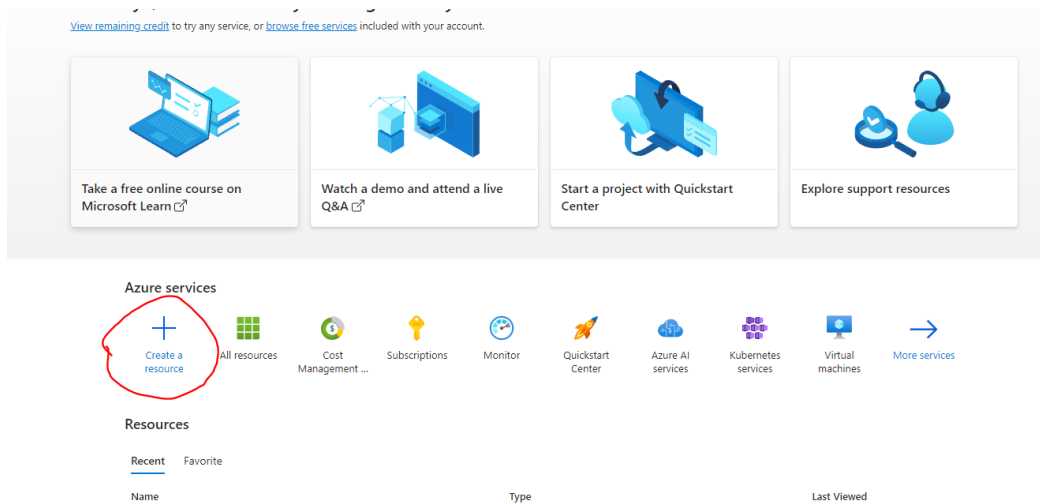 View remaining credit to try any service, or browse free services included with your account.
Take a free online course on
Microsoft Learn
Watch a demo and attend a live
Q&A
Start a project with Quickstart
Center
Explore support resources
Azure services
Create a
resource
All resources
Cost
Management ...
Subscriptions
Monitor
Quickstart
Center
Azure AI
services
Kubernetes
services
Virtual
machines
More services
Resources
Recent
Favorite
Name
Type
Last Viewed